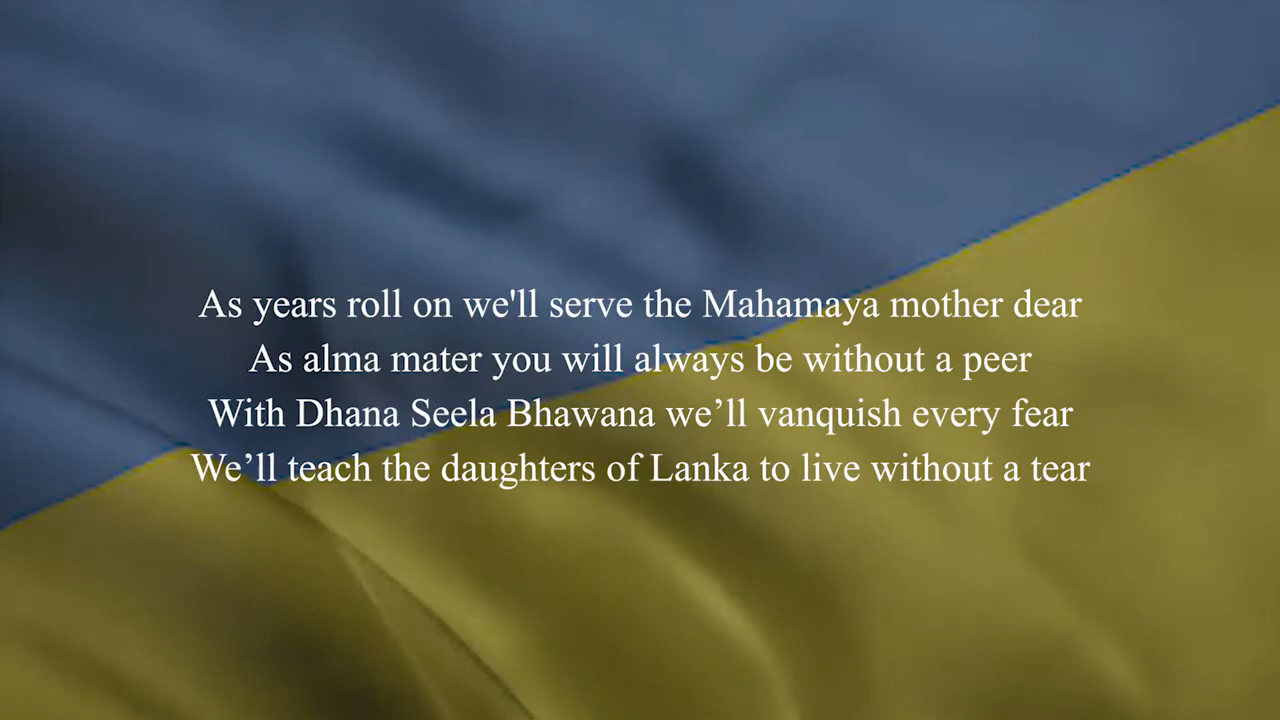 As years roll on we'll serve the Mahamaya mother dear
As alma mater you will always be without a peer
With Dhana Seela Bhawana we’ll vanquish every fear
We’ll teach the daughters of Lanka to live without a tear